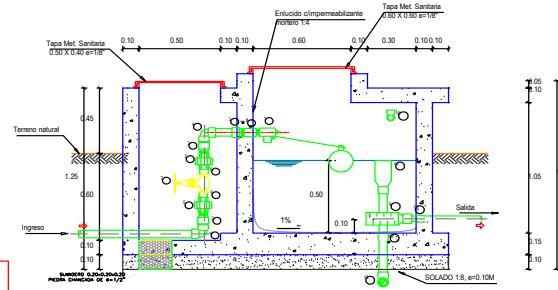 Enlucido c/impermeabilizante
mortero 1:4
Tapa Met. Sanitaria
0.60 X 0.60 e=1/8"
Tapa Met. Sanitaria
0.50 X 0.40 e=1/8"
0.10
0.50
0.10
0.10
0.60
0.10
0.30
0.10
0.10
0.05
0.10
0.45
Terreno natural
1.25
0.60
1.05
0.50
Salida
1%
0.10
Ingreso
0.10
0.10
0.15
0.10
SUMIDERO 0.20x0.20x0.20
PIEDRA CHANCADA DE ø=1/2"
SOLADO 1:8, e=0.10M